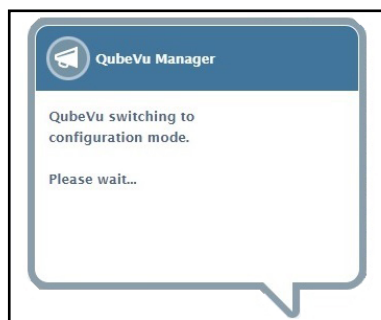 QubeVu Manager
QubeVu switching to
configuration mode.
Please wait...